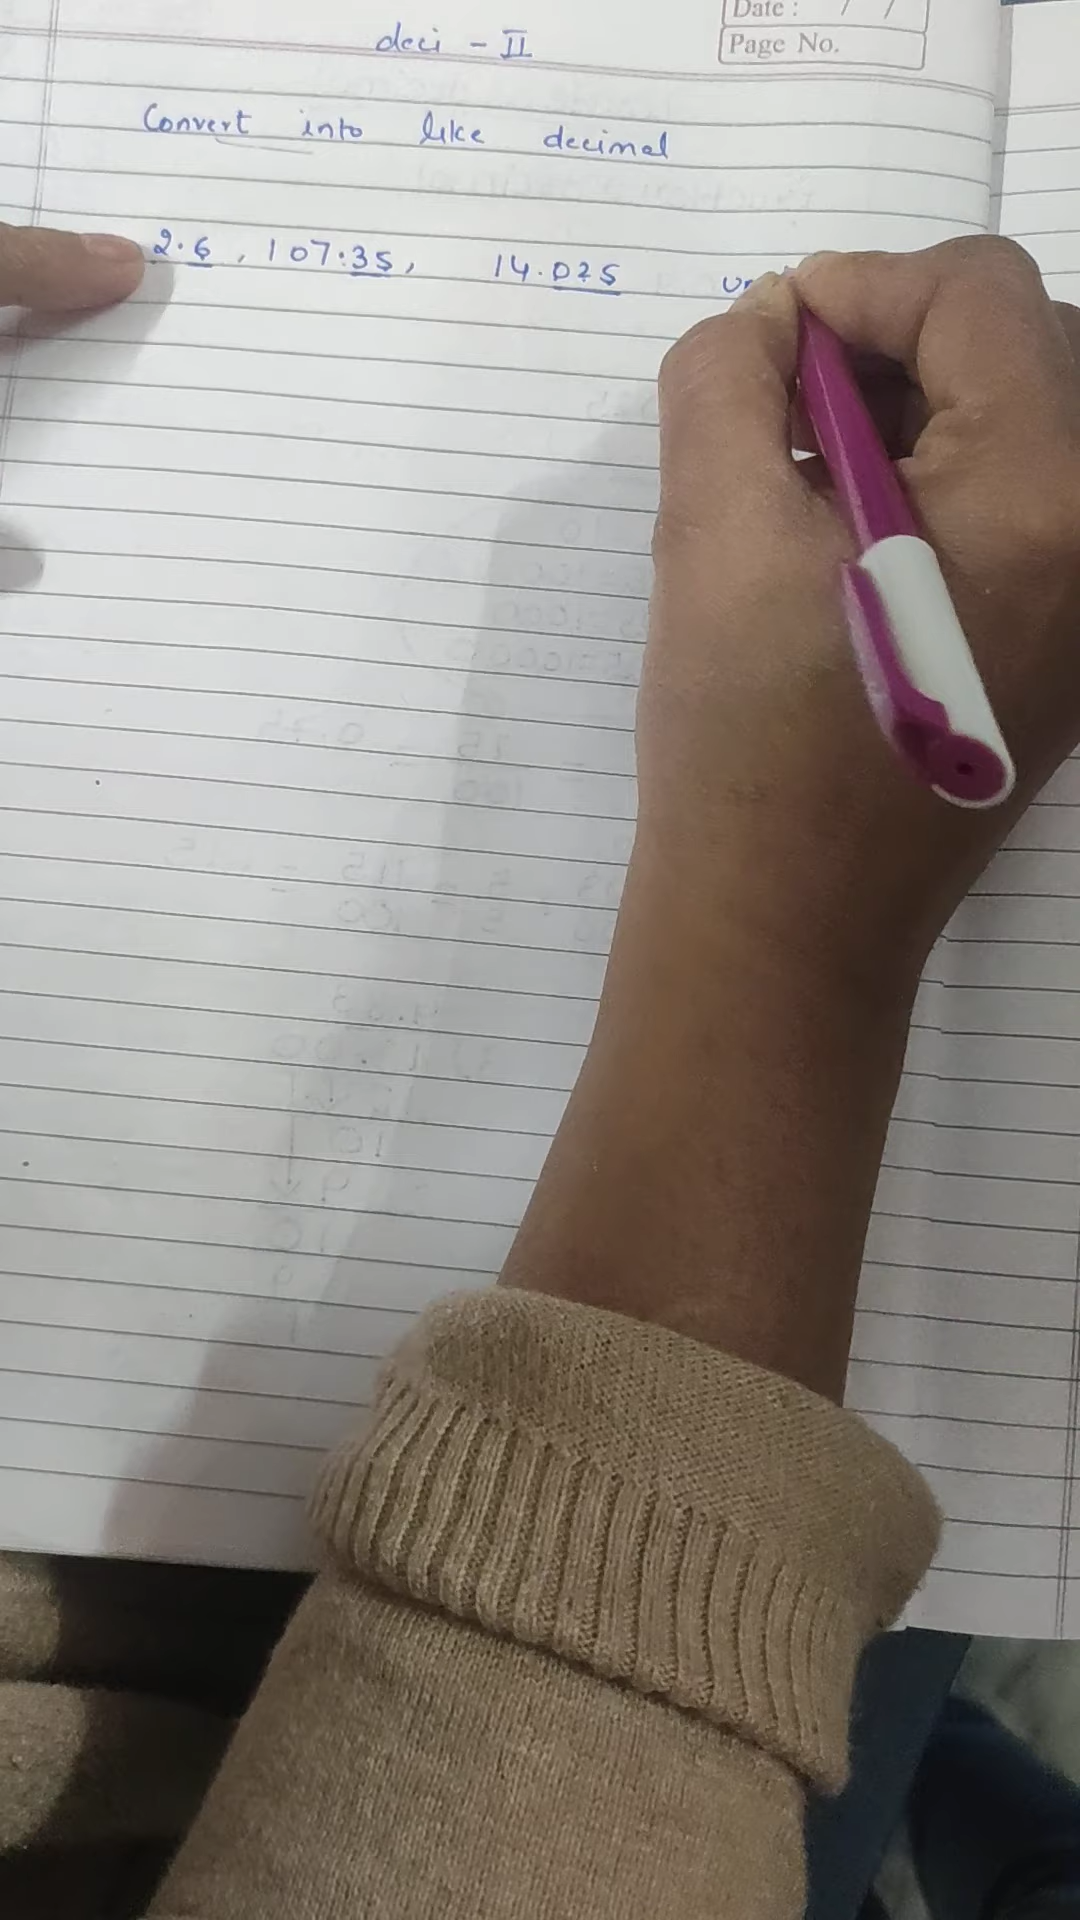 Date : / /
Page No.
deci - II
Convert into like decimal
2.6 , 107.35, 14.025